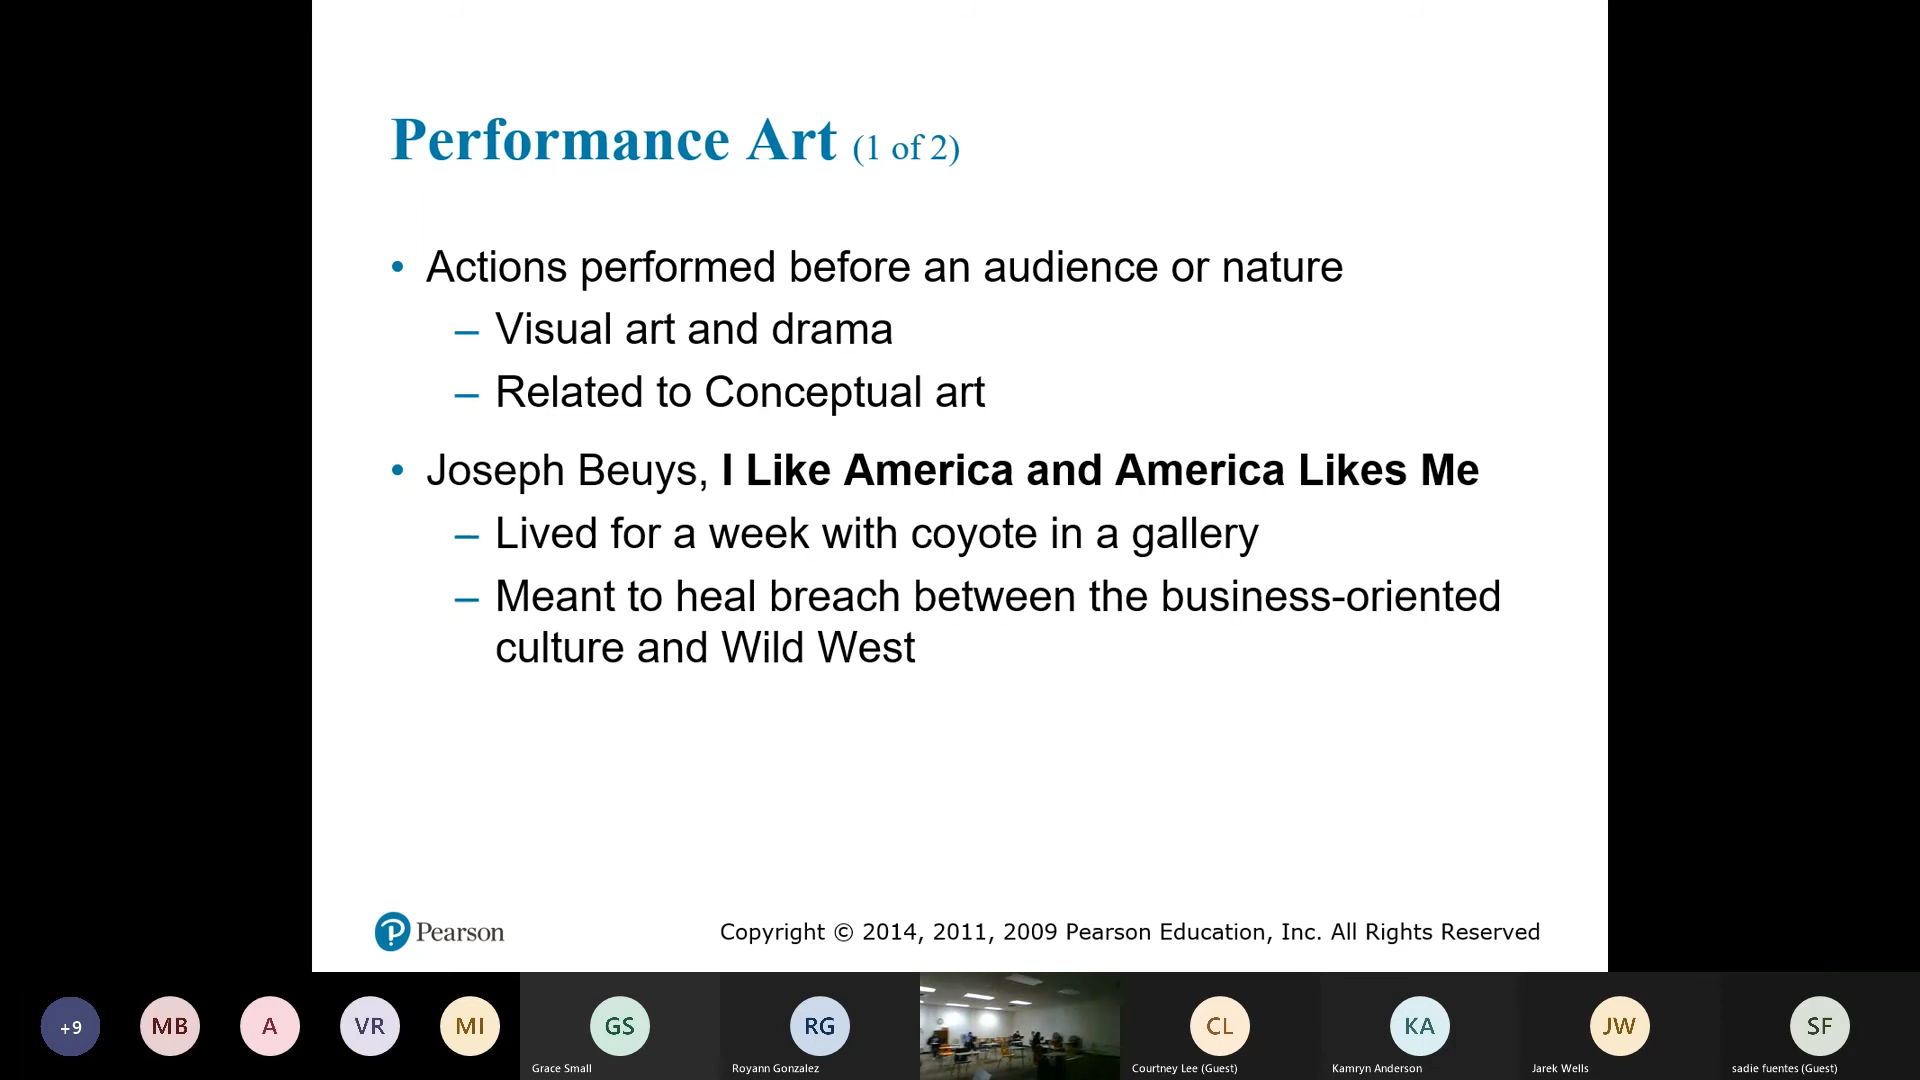 Performance Art (1 of 2)
• Actions performed before an audience or nature
– Visual art and drama
– Related to Conceptual art
• Joseph Beuys, I Like America and America Likes Me
– Lived for a week with coyote in a gallery
– Meant to heal breach between the business-oriented
culture and Wild West
Pearson
Copyright © 2014, 2011, 2009 Pearson Education, Inc. All Rights Reserved
+9
MB
A
VR
MI
GS
Grace Small
RG
Royann Gonzalez
CL
Courtney Lee (Guest)
KA
Kamryn Anderson
JW
Jarek Wells
SF
sadie fuentes (Guest)